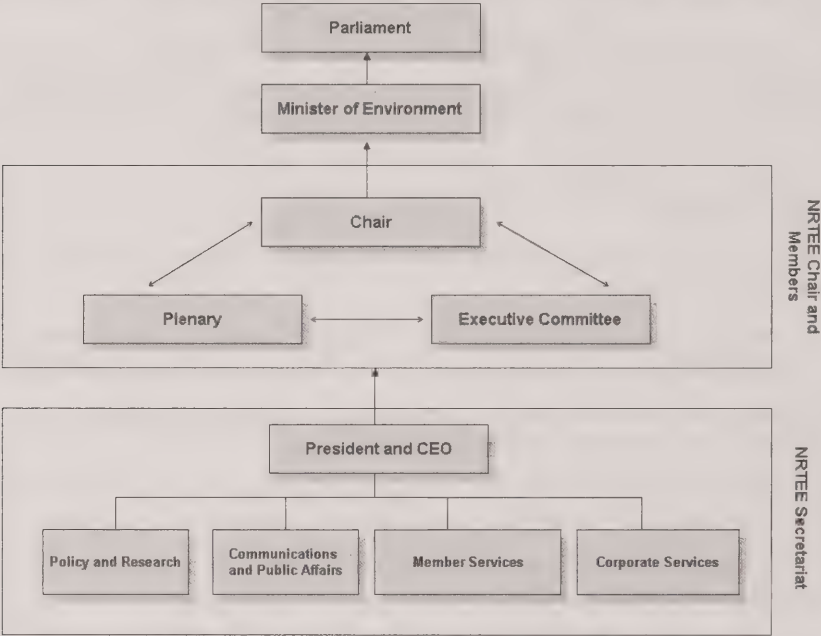 Parliament
Minister of Environment
Chair
Plenary
Executive Committee
NRTEE Chair and
Members
President and CEO
Policy and Research
Communications
and Public Affairs
Member Services
Corporate Services
NRTEE Secretariat